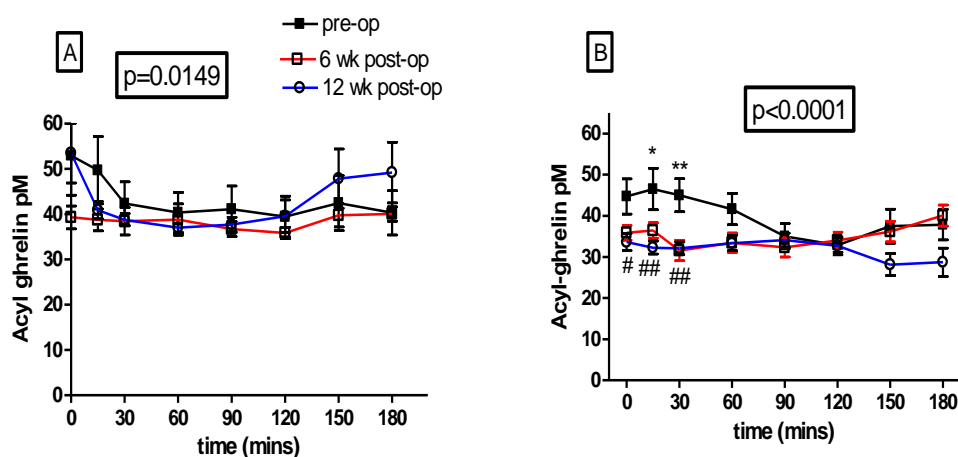 A
p=0.0149
pre-op
6 wk post-op
12 wk post-op
Acyl ghrelin pM
60
50
40
30
20
10
0
0 30 60 90 120 150 180
time (mins)
B
p<0.0001
Acyl-ghrelin pM
60
50
40
30
20
10
0
* **
# ## ##
0 30 60 90 120 150 180
time (mins)